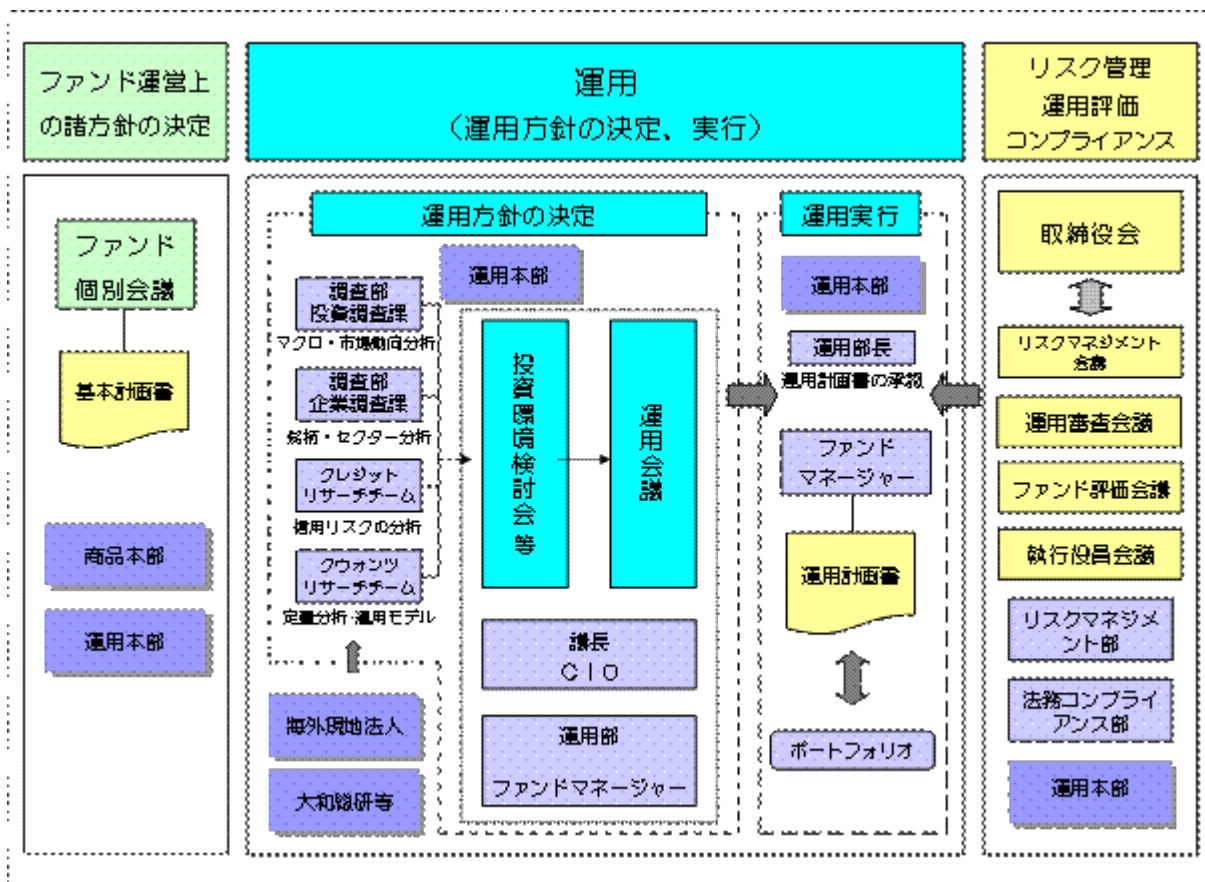 ファンド運営上
の諸方針の決定
運用
（運用方針の決定、実行）
リスク管理
運用評価
コンプライアンス
ファンド
個別会議
基本計画書
商品本部
運用本部
運用方針の決定
運用本部
調査部
投資調査課
マクロ・市場動向分析
調査部
企業調査課
銘柄・セクター分析
クレジット
リサーチチーム
信用リスクの分析
クウォンツ
リサーチチーム
定量分析・運用モデル
海外現地法人
大和総研等
投資環境検討会等
運用会議
議長
CIO
運用部
ファンドマネージャー
運用実行
運用本部
運用部長
運用計画書の承認
ファンド
マネージャー
運用計画書
ポートフォリオ
取締役会
リスクマネジメント
会議
運用審査会議
ファンド評価会議
執行役員会議
リスクマネジメ
ント部
法務コンプライ
アンス部
運用本部